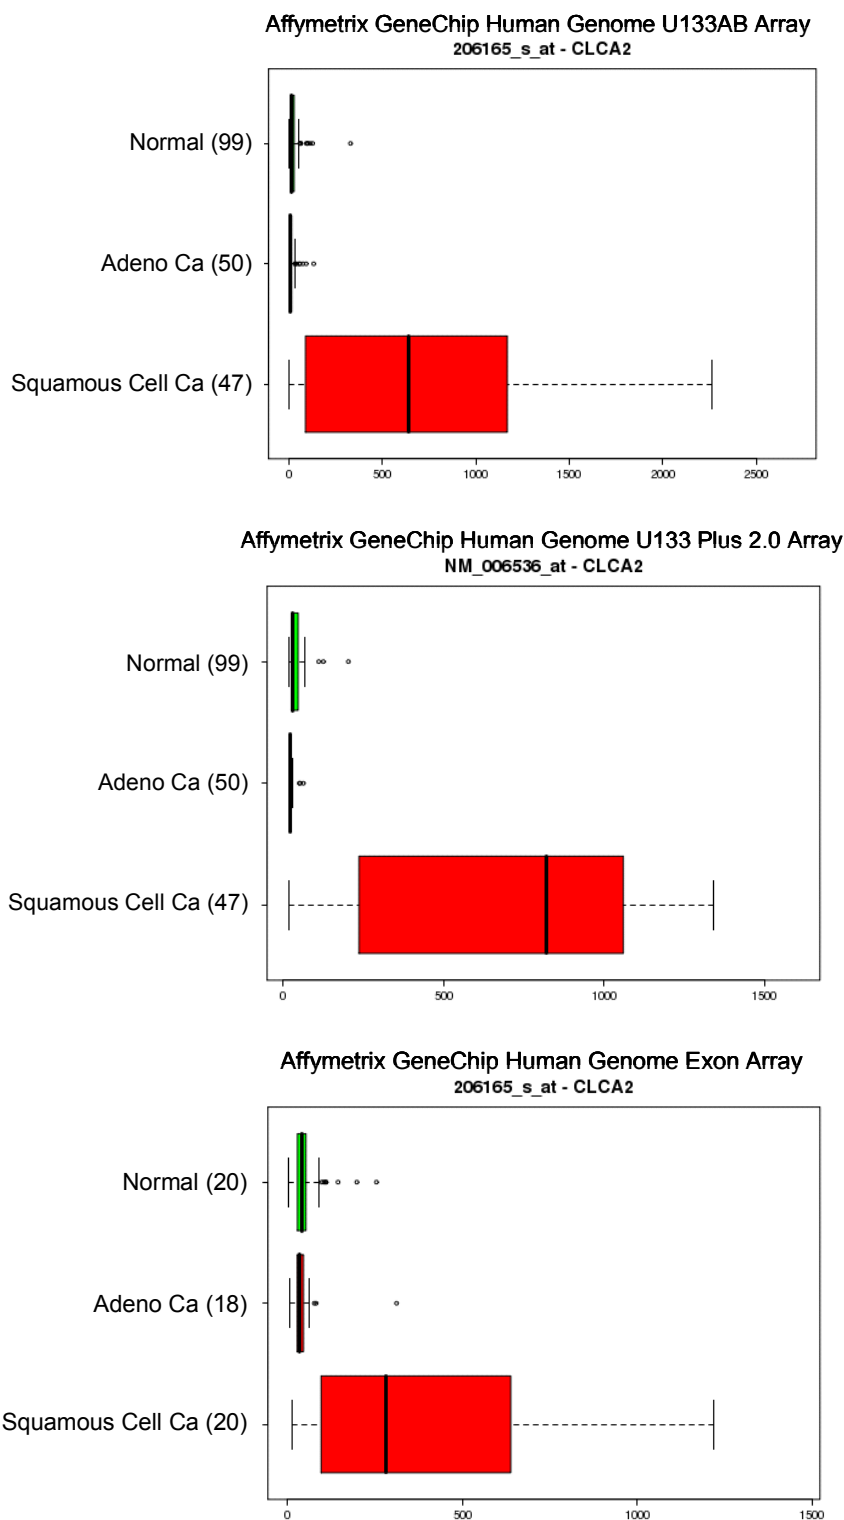 Affymetrix GeneChip Human Genome U133AB Array
206165_s_at - CLCA2
Normal (99)
Adeno Ca (50)
Squamous Cell Ca (47)
0 500 1000 1500 2000 2500
Affymetrix GeneChip Human Genome U133 Plus 2.0 Array
NM_006536_at - CLCA2
Normal (99)
Adeno Ca (50)
Squamous Cell Ca (47)
0 500 1000 1500
Affymetrix GeneChip Human Genome Exon Array
206165_s_at - CLCA2
Normal (20)
Adeno Ca (18)
Squamous Cell Ca (20)
0 500 1000 1500